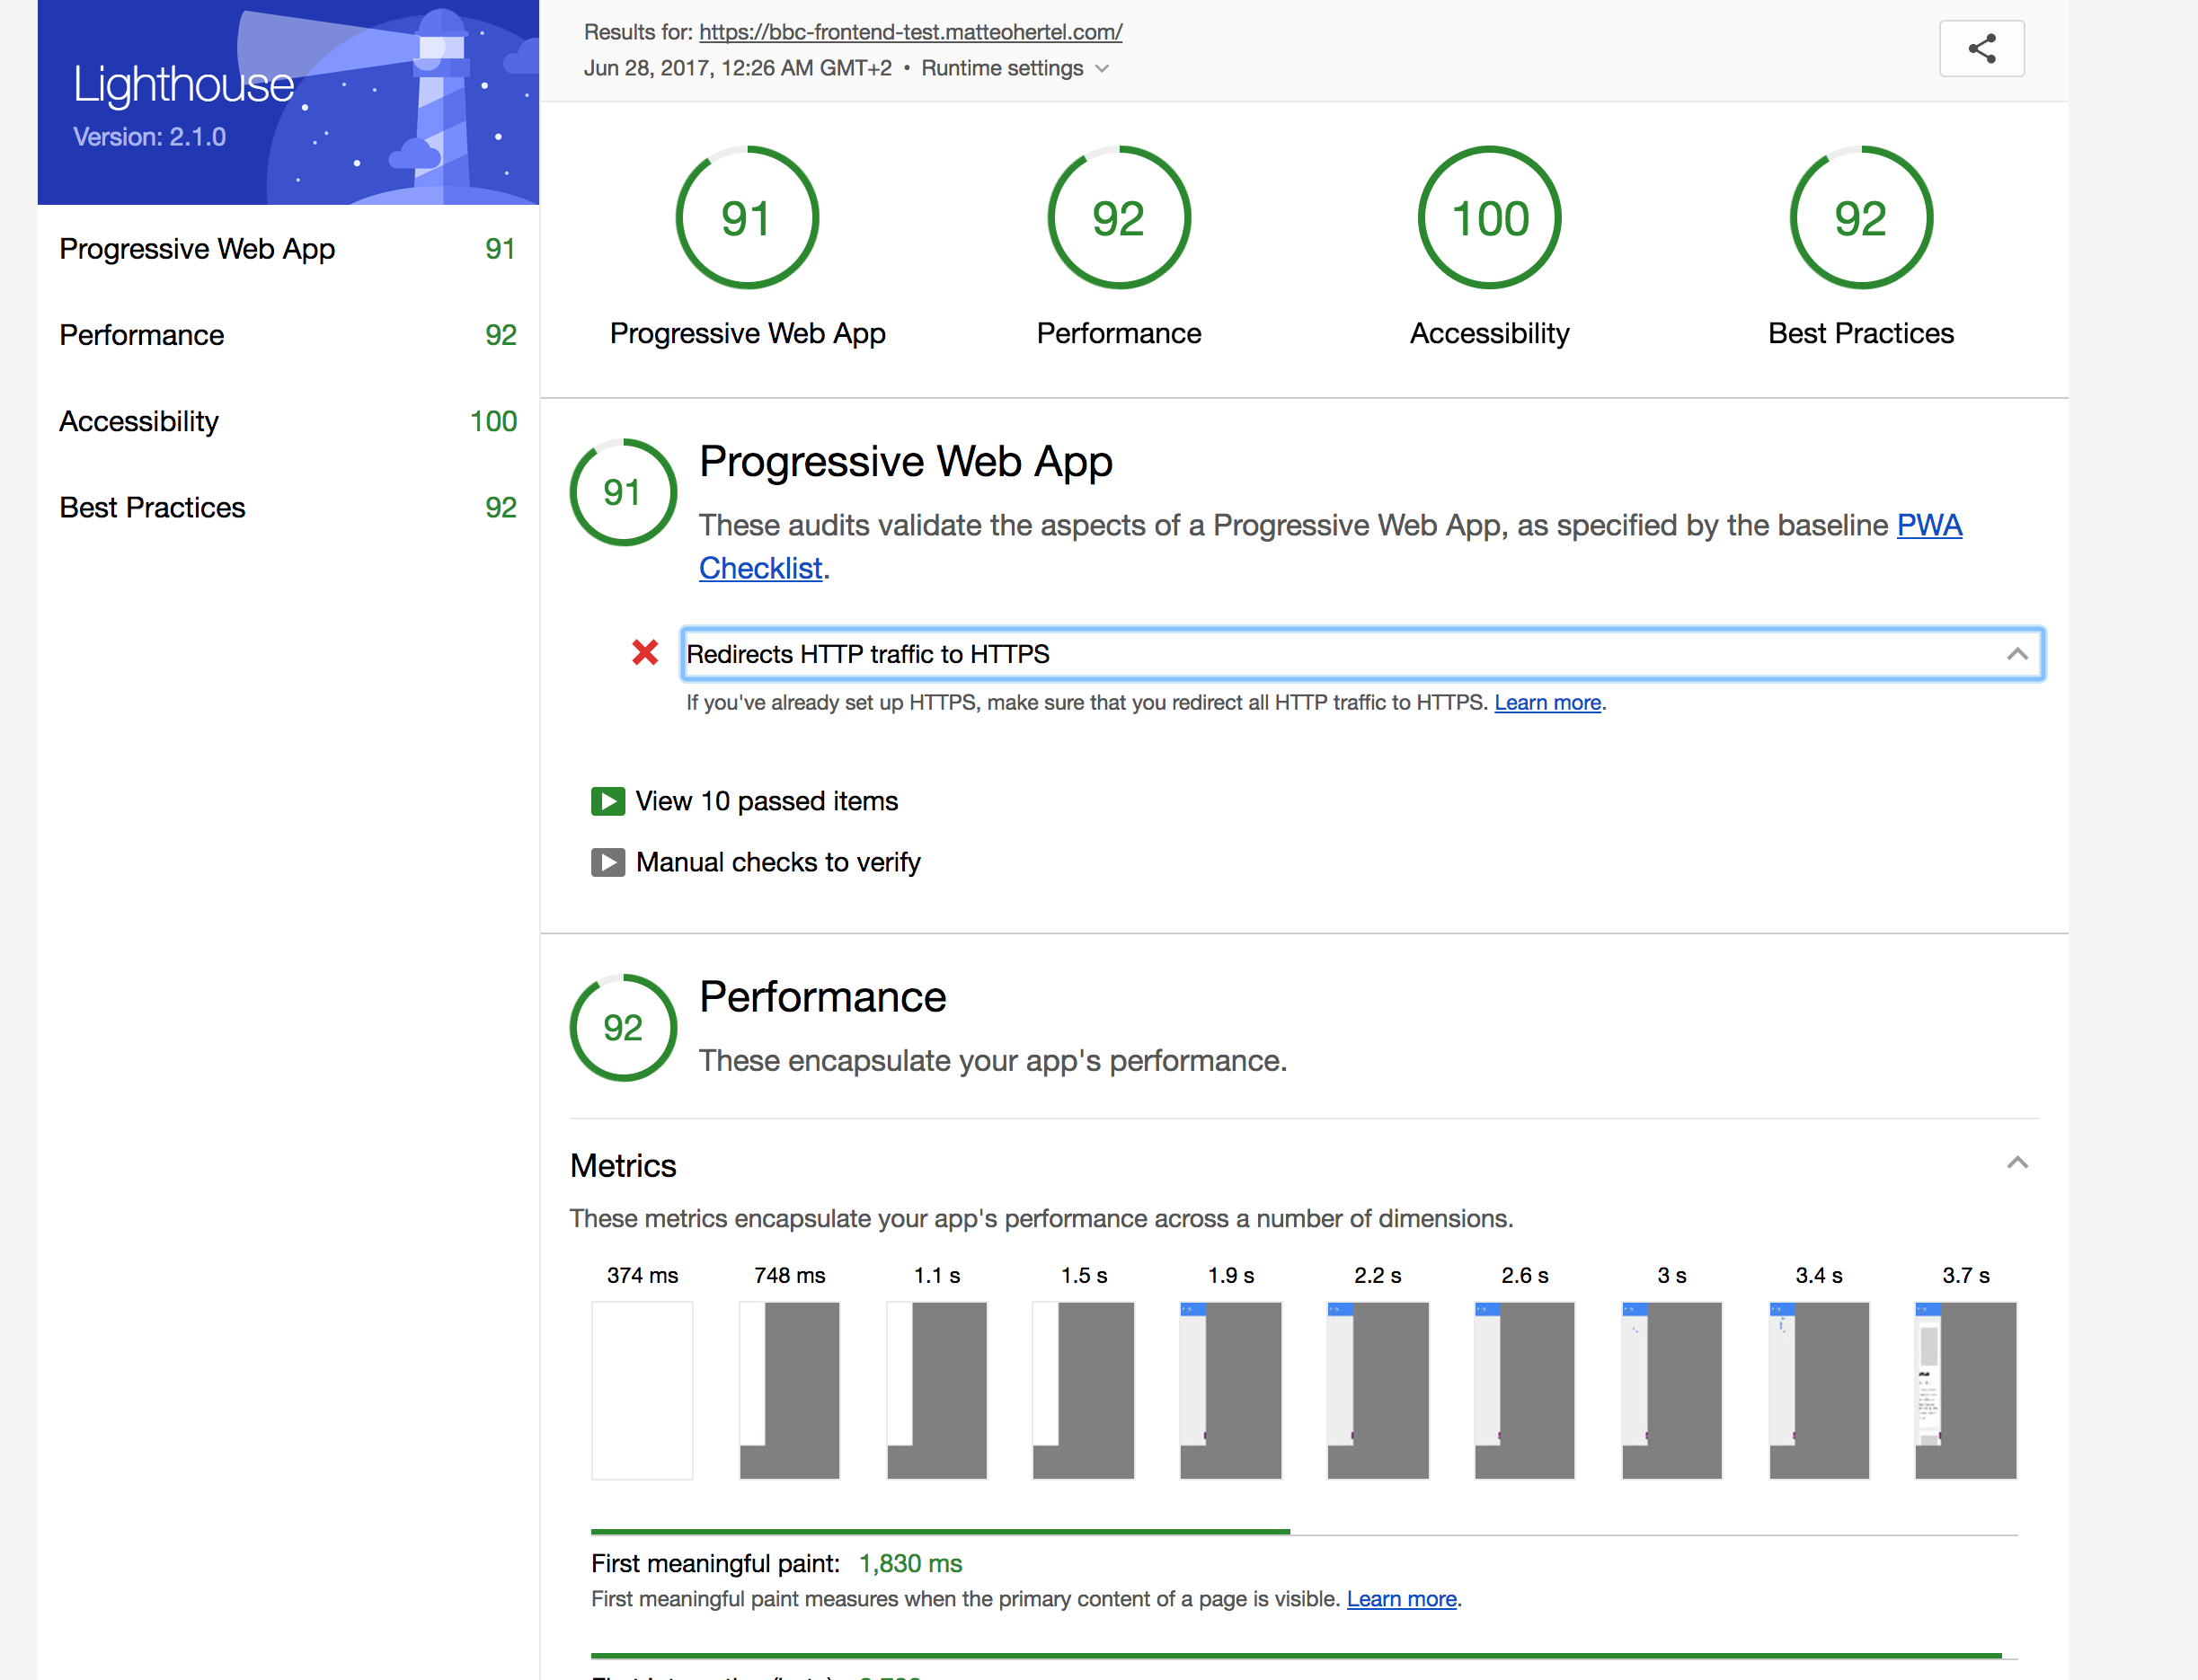 Lighthouse
Version: 2.1.0
Progressive Web App 91
Performance 92
Accessibility 100
Best Practices 92
Results for: https://bbc-frontend-test.matteohertel.com/
Jun 28, 2017, 12:26 AM GMT+2 • Runtime settings
91 92 100 92
Progressive Web App Performance Accessibility Best Practices
91
Progressive Web App
These audits validate the aspects of a Progressive Web App, as specified by the baseline PWA
Checklist.
Redirects HTTP traffic to HTTPS
If you've already set up HTTPS, make sure that you redirect all HTTP traffic to HTTPS. Learn more.
View 10 passed items
Manual checks to verify
92
Performance
These encapsulate your app's performance.
Metrics
These metrics encapsulate your app's performance across a number of dimensions.
374 ms 748 ms 1.1 s 1.5 s 1.9 s 2.2 s 2.6 s 3 s 3.4 s 3.7 s
First meaningful paint: 1,830 ms
First meaningful paint measures when the primary content of a page is visible. Learn more.